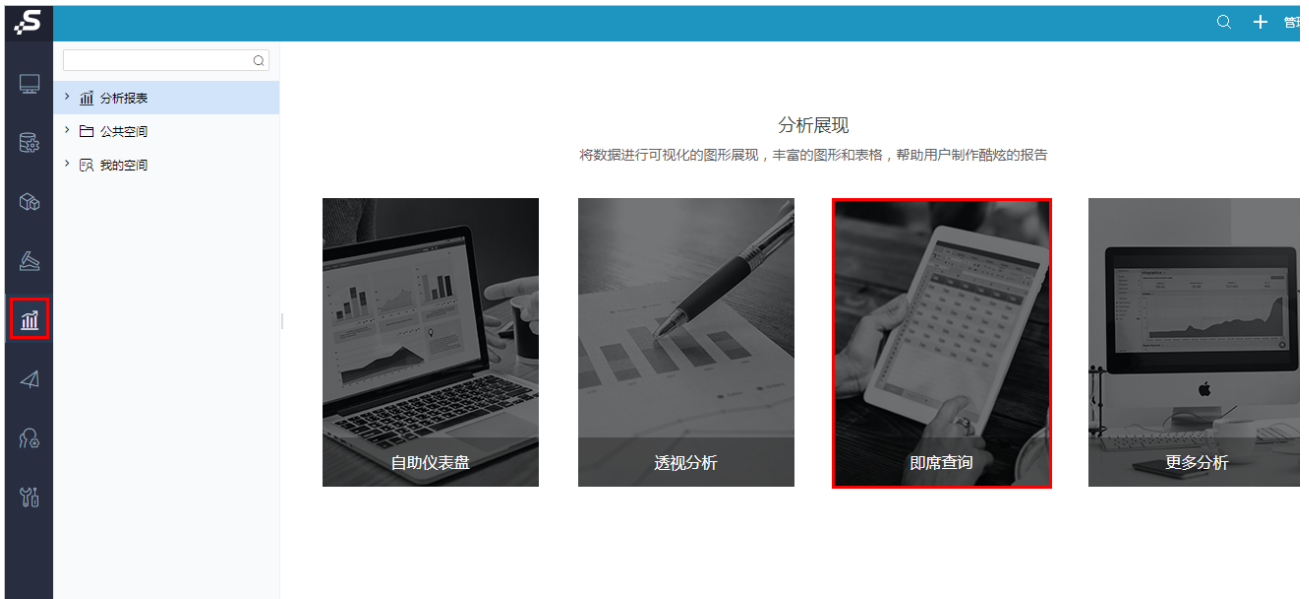 管理
分析报表
公共空间
我的空间
分析展现
将数据进行可视化的图形展现，丰富的图形和表格，帮助用户制作酷炫的报告
自助仪表盘
透视分析
即席查询
更多分析